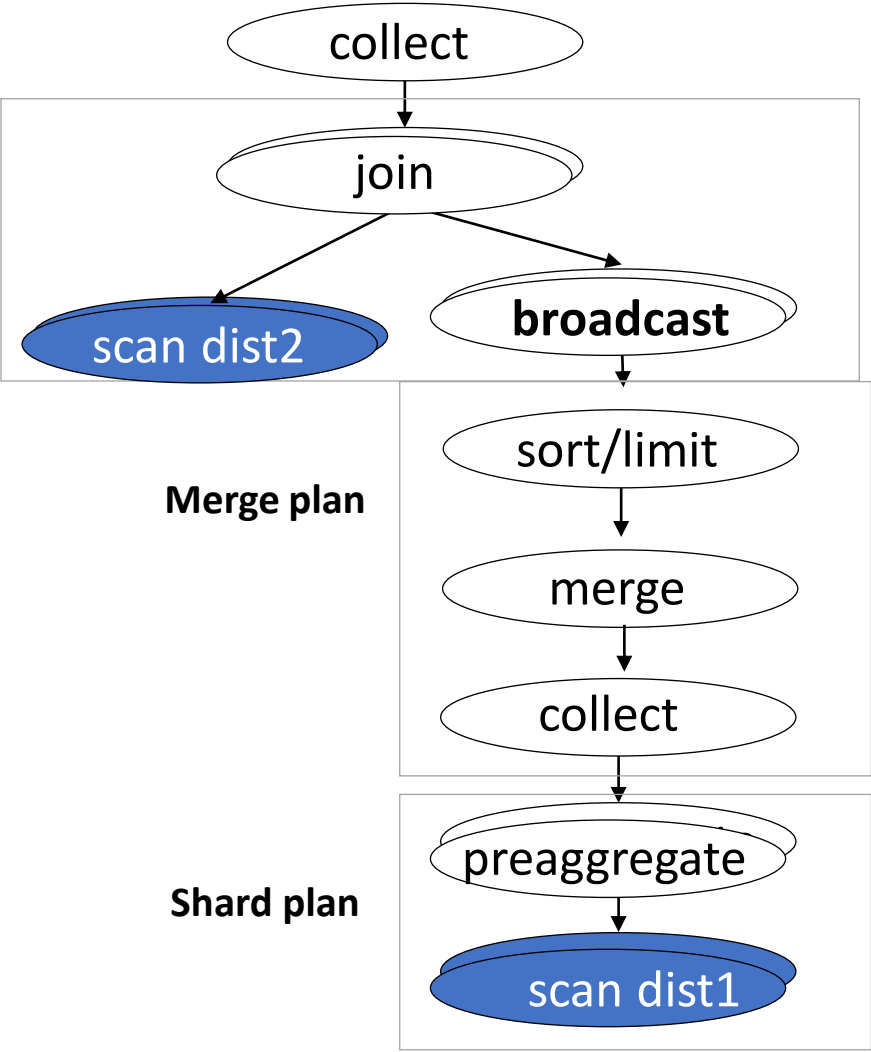 collect
join
scan dist2
broadcast
sort/limit
Merge plan
merge
collect
preaggregate
Shard plan
scan dist1